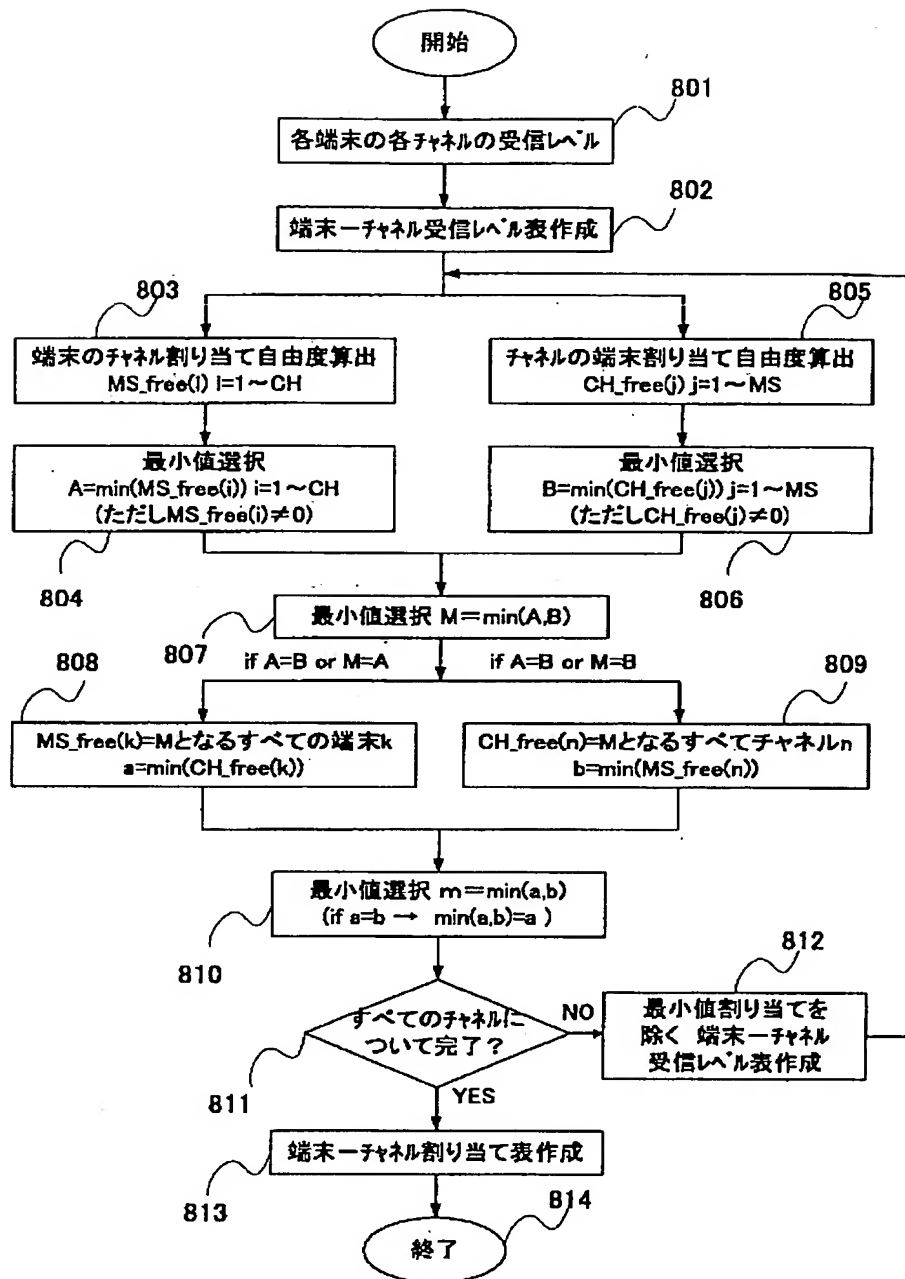 開始
801
各端末の各チャネルの受信レベル
802
端末ーチャネル受信レベル表作成
803
端末のチャネル割り当て自由度算出
MS_free(i) i=1～CH
805
チャネルの端末割り当て自由度算出
CH_free(j) j=1～MS
最小値選択
A=min(MS_free(i)) i=1～CH
(ただしMS_free(i)≠0)
804
最小値選択
B=min(CH_free(j)) j=1～MS
(ただしCH_free(j)≠0)
806
最小値選択 M=min(A,B)
807
if A=B or M=A
if A=B or M=B
808
MS_free(k)=Mとなるすべての端末k
a=min(CH_free(k))
809
CH_free(n)=Mとなるすべてチャネルn
b=min(MS_free(n))
最小値選択 m=min(a,b)
(if a=b → min(a,b)=a )
810
すべてのチャネルに
ついて完了?
811
NO
812
最小値割り当てを
除く 端末ーチャネル
受信レベル表作成
YES
端末ーチャネル割り当て表作成
813
814
終了